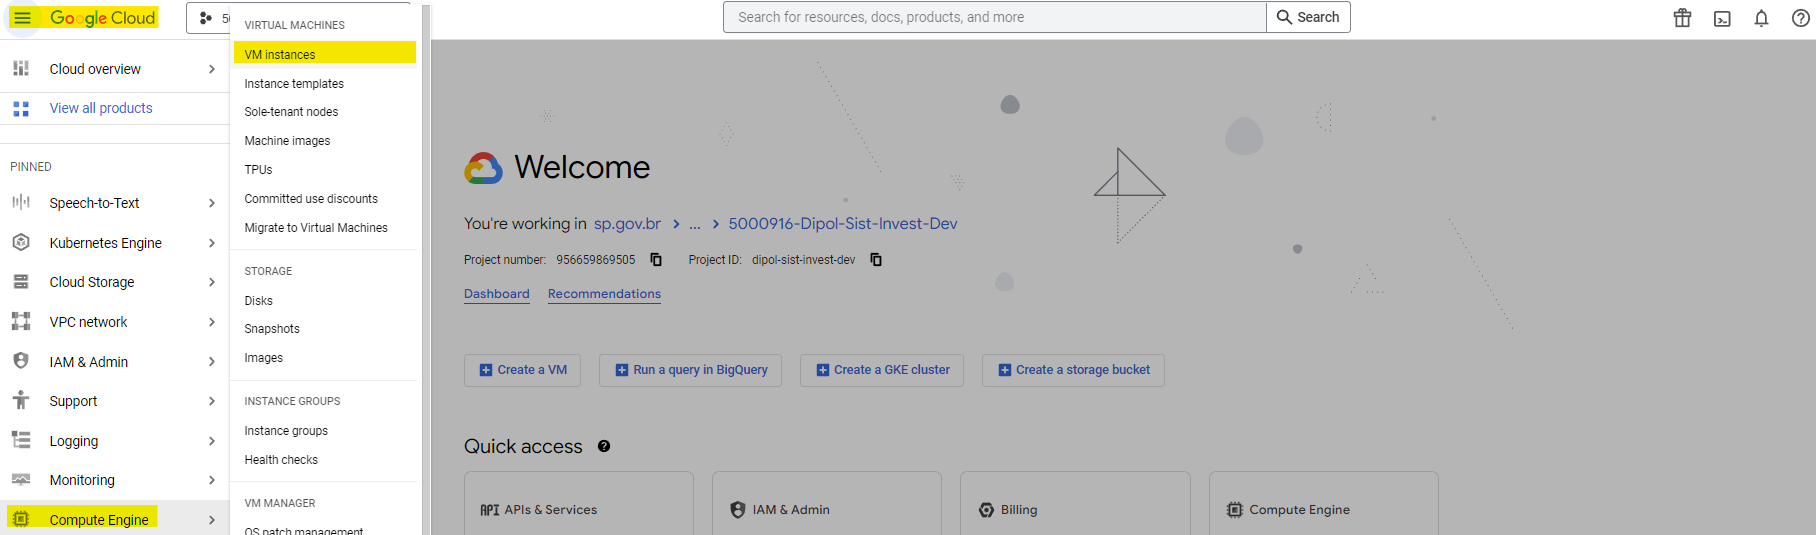 Google Cloud
Search for resources, docs, products, and more
Search
Cloud overview
View all products
PINNED
Speech-to-Text
Kubernetes Engine
Cloud Storage
VPC network
IAM & Admin
Support
Logging
Monitoring
Compute Engine
VIRTUAL MACHINES
VM instances
Instance templates
Sole-tenant nodes
Machine images
TPUs
Committed use discounts
Migrate to Virtual Machines
STORAGE
Disks
Snapshots
Images
INSTANCE GROUPS
Instance groups
Health checks
VM MANAGER
OS patch management
Welcome
You're working in sp.gov.br > ... > 5000916-Dipol-Sist-Invest-Dev
Project number: 956659869505 Project ID: dipol-sist-invest-dev
Dashboard Recommendations
Create a VM Run a query in BigQuery Create a GKE cluster Create a storage bucket
Quick access
API APIs & Services IAM & Admin Billing Compute Engine